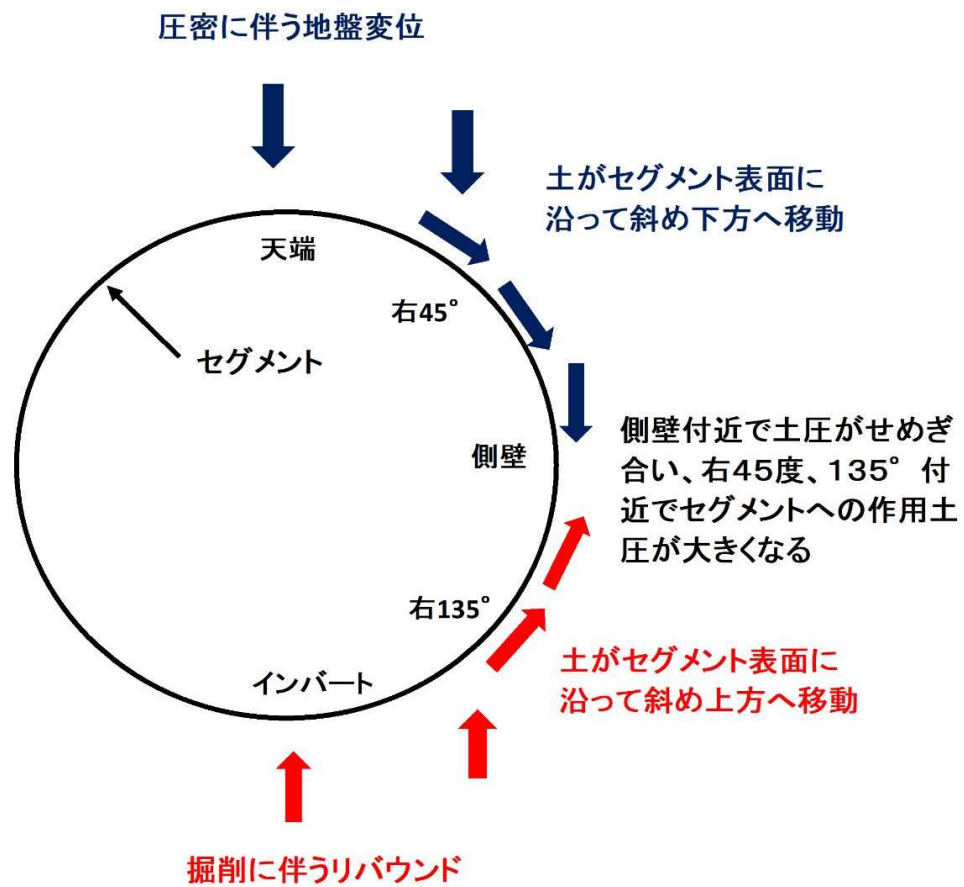 圧密に伴う地盤変位
土がセグメント表面に
沿って斜め下方へ移動
天端
右45°
セグメント
側壁
側壁付近で土圧がせめぎ
合い、右45度、135°付
近でセグメントへの作用土
圧が大きくなる
右135°
土がセグメント表面に
沿って斜め上方へ移動
インバート
掘削に伴うリバウンド